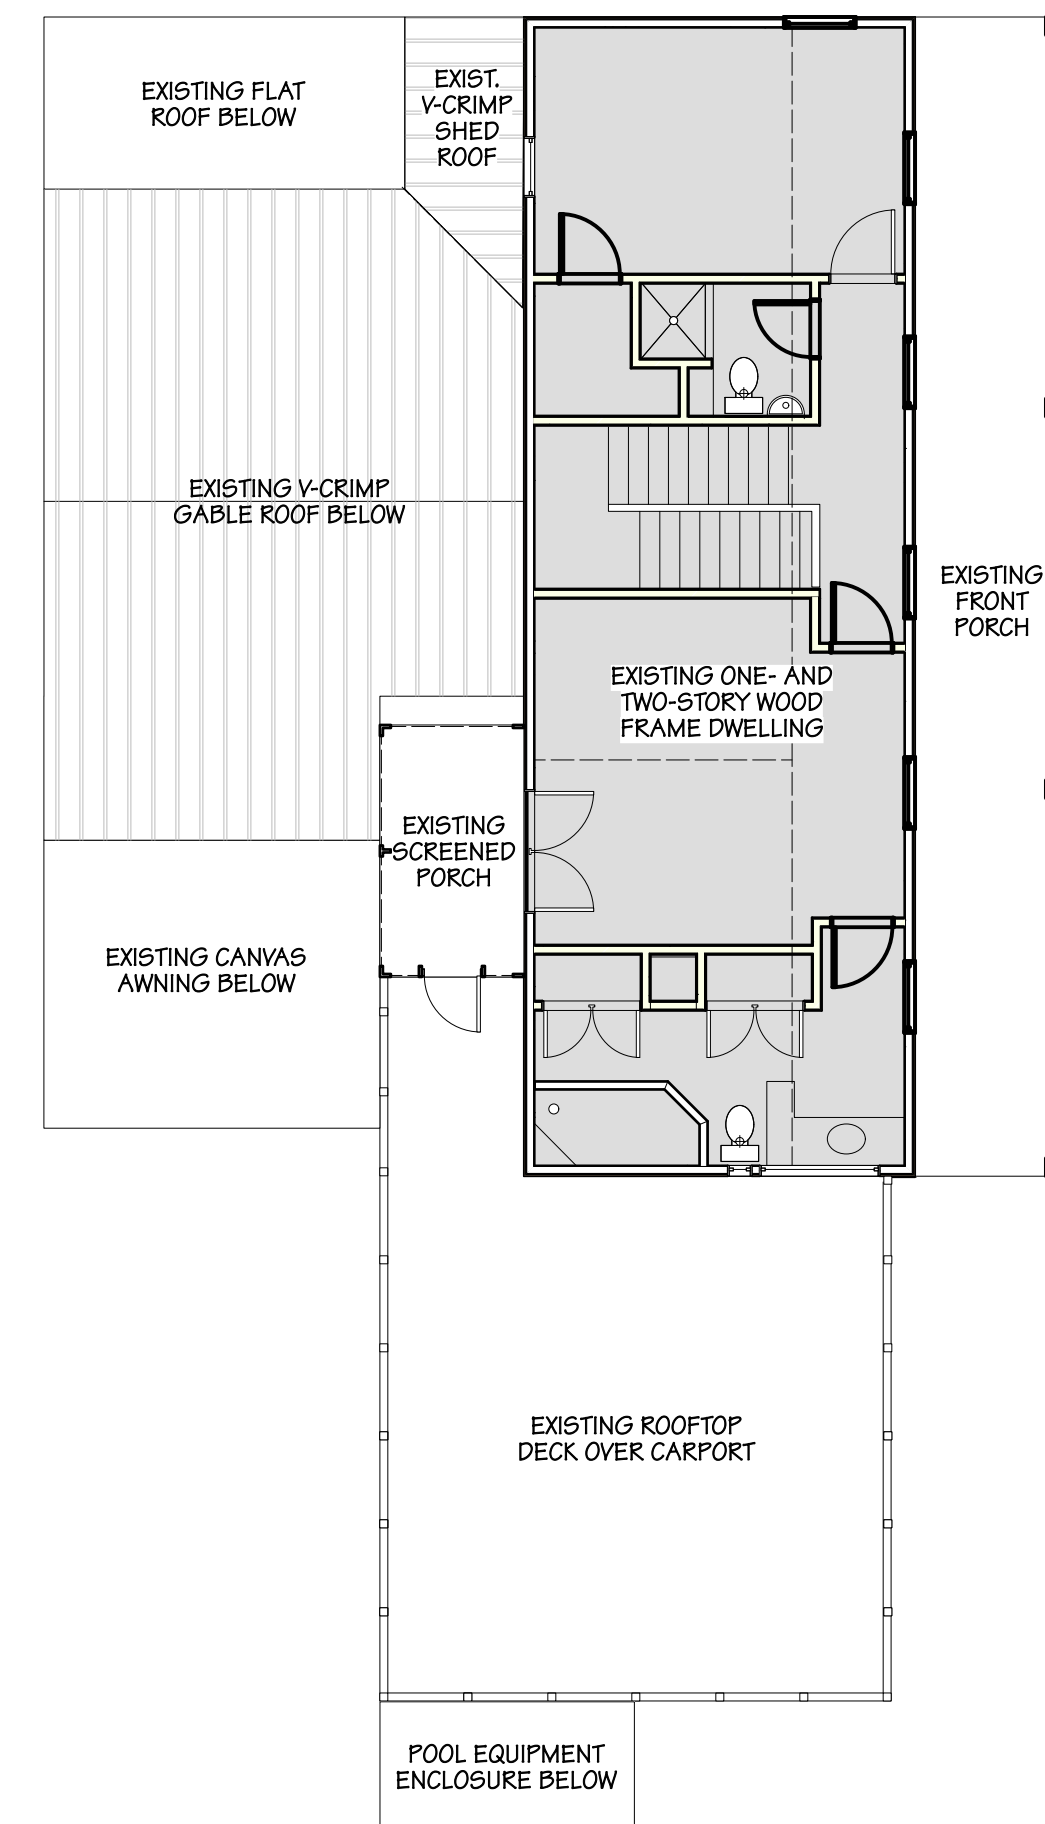 EXISTING FLAT
ROOF BELOW
EXIST.
V-CRIMP
SHED
ROOF
EXISTING V-CRIMP
GABLE ROOF BELOW
EXISTING
FRONT
PORCH
EXISTING ONE- AND
TWO-STORY WOOD
FRAME DWELLING
EXISTING
SCREENED
PORCH
EXISTING CANVAS
AWNING BELOW
EXISTING ROOFTOP
DECK OVER CARPORT
POOL EQUIPMENT
ENCLOSURE BELOW